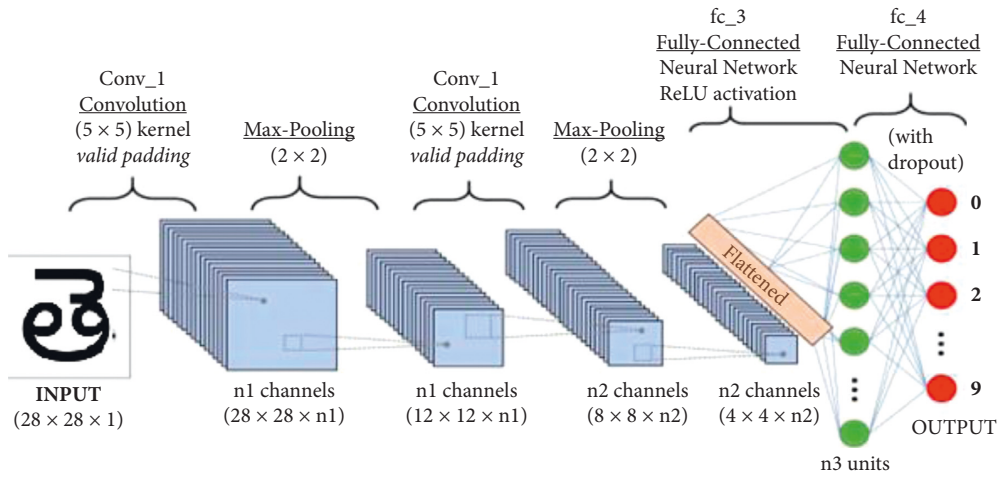 Conv_1
Convolution
(5 × 5) kernel
valid padding
Max-Pooling
(2 × 2)
Conv_1
Convolution
(5 × 5) kernel
valid padding
Max-Pooling
(2 × 2)
fc_3
Fully-Connected
Neural Network
ReLU activation
fc_4
Fully-Connected
Neural Network
(with
dropout)
INPUT
(28 × 28 × 1)
n1 channels
(28 × 28 × n1)
n1 channels
(12 × 12 × n1)
n2 channels
(8 × 8 × n2)
n2 channels
(4 × 4 × n2)
Flattened
n3 units
0
1
2
9
OUTPUT